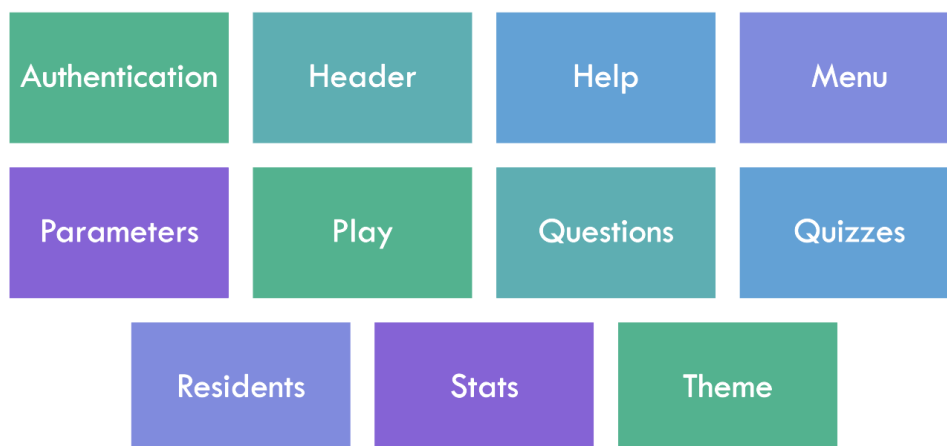 Authentication
Header
Help
Menu
Parameters
Play
Questions
Quizzes
Residents
Stats
Theme